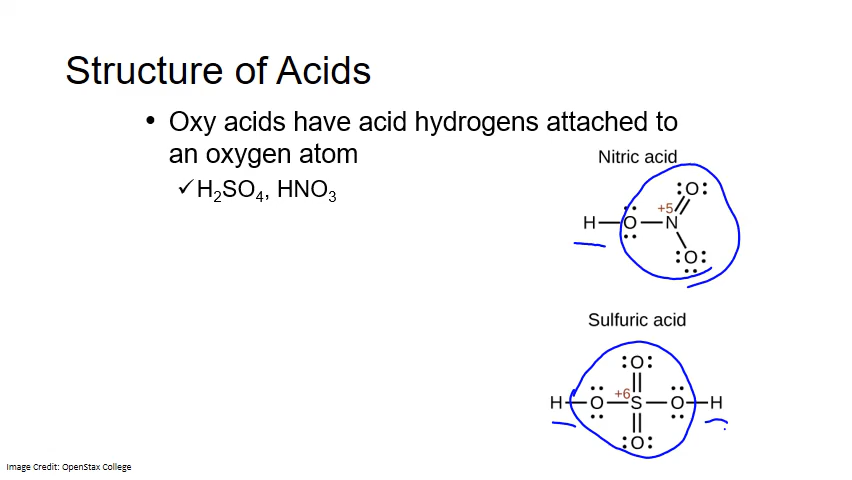 Structure of Acids
• Oxy acids have acid hydrogens attached to
an oxygen atom
✓H₂SO₄, HNO₃
Nitric acid
:O:
+5
H—O—N
:O:
Sulfuric acid
:O:
+6
H—O—S—O—H
:O:
Image Credit: OpenStax College